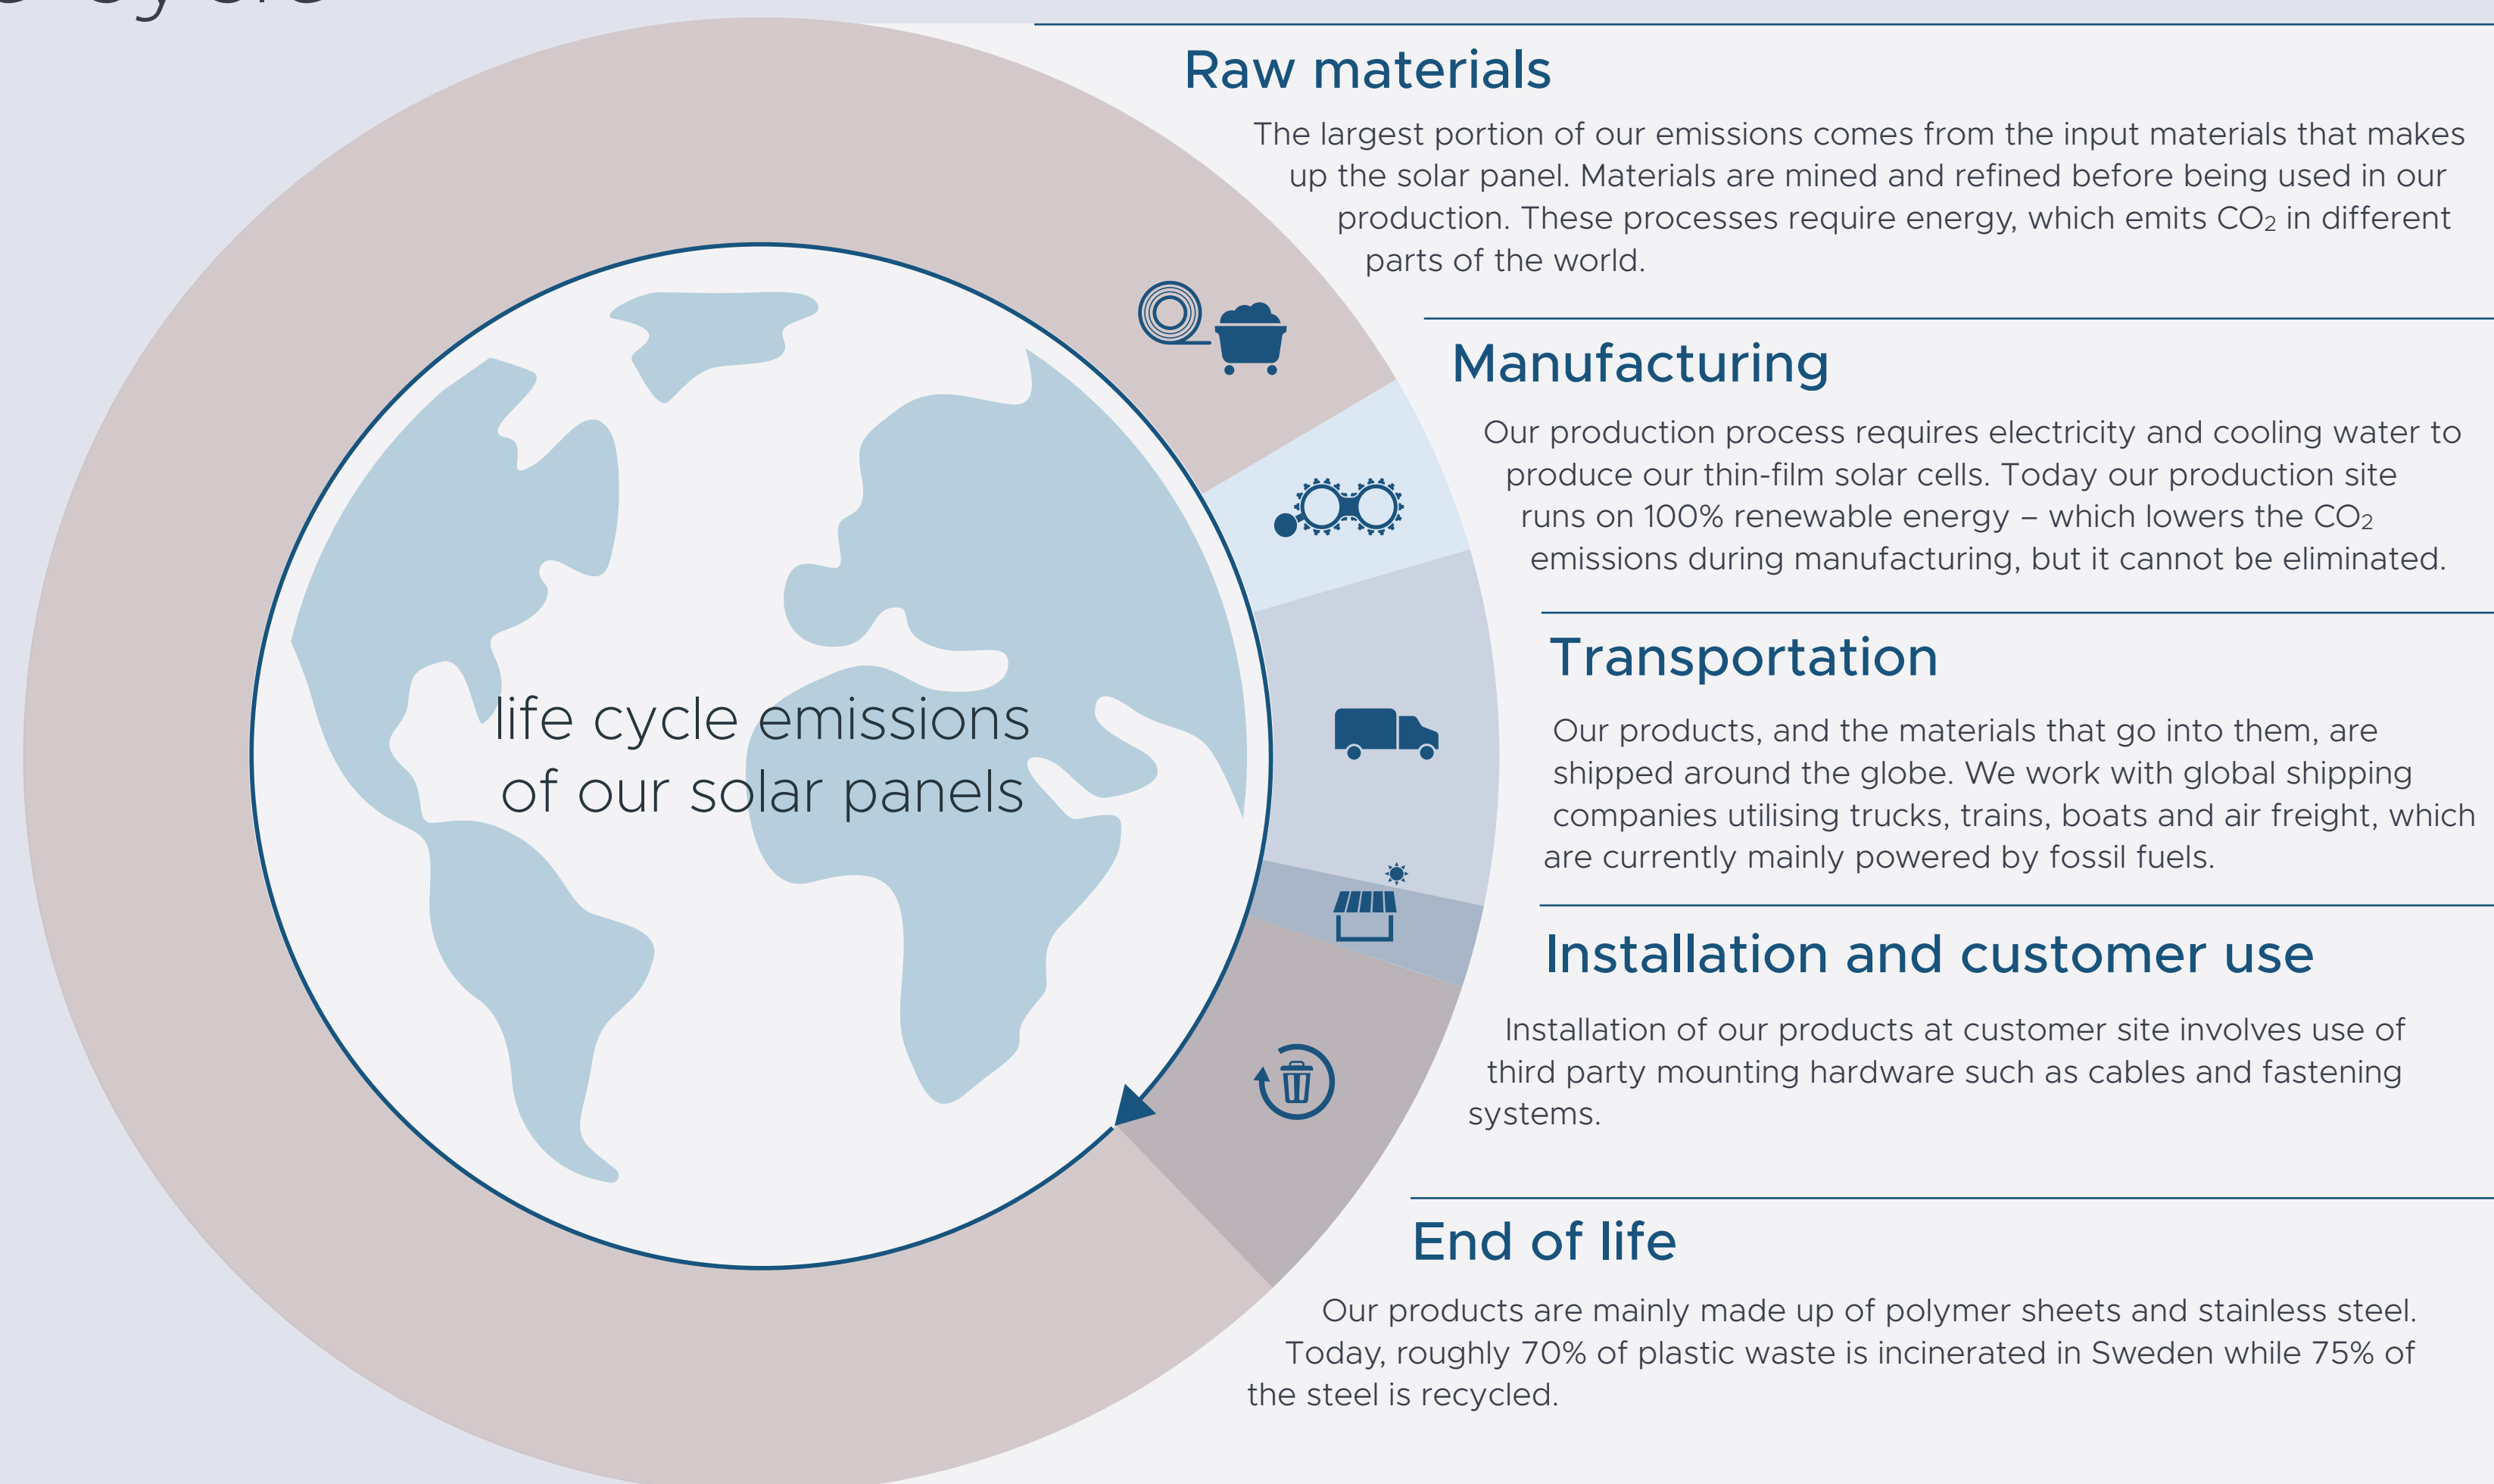 Raw materials
The largest portion of our emissions comes from the input materials that makes
up the solar panel. Materials are mined and refined before being used in our
production. These processes require energy, which emits CO₂ in different
parts of the world.
Manufacturing
Our production process requires electricity and cooling water to
produce our thin-film solar cells. Today our production site
runs on 100% renewable energy – which lowers the CO₂
emissions during manufacturing, but it cannot be eliminated.
Transportation
Our products, and the materials that go into them, are
shipped around the globe. We work with global shipping
companies utilising trucks, trains, boats and air freight, which
are currently mainly powered by fossil fuels.
life cycle emissions
of our solar panels
Installation and customer use
Installation of our products at customer site involves use of
third party mounting hardware such as cables and fastening
systems.
End of life
Our products are mainly made up of polymer sheets and stainless steel.
Today, roughly 70% of plastic waste is incinerated in Sweden while 75% of
the steel is recycled.